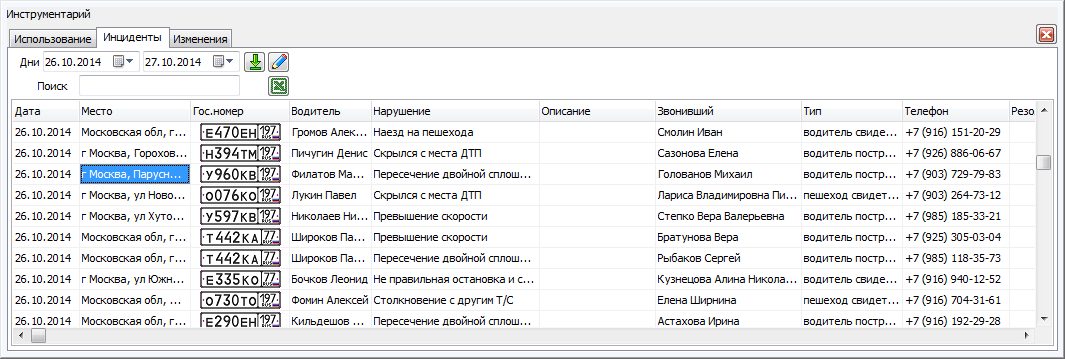 Инструментарий
Использование Инциденты Изменения
Дни 26.10.2014 27.10.2014
Поиск
Дата Место Гос.номер Водитель Нарушение Описание Звонивший Тип Телефон Резо
26.10.2014 Московская обл, г... Е470ЕН 197 RUS Громов Алек... Наезд на пешехода Смолин Иван водитель свиде... +7 (916) 151-20-29
26.10.2014 г Москва, Горохов... Н394ТМ 197 RUS Пичугин Денис Скрылся с места ДТП Сазонова Елена водитель постр... +7 (926) 886-06-67
26.10.2014 г Москва, Парусн... У960КВ 197 RUS Филатов Ма... Пересечение двойной сплош... Голованов Михаил водитель постр... +7 (903) 729-79-83
26.10.2014 г Москва, ул Ново... О076КО 197 RUS Лукин Павел Скрылся с места ДТП Лариса Владимировна Пи... пешеход свидет... +7 (903) 264-73-12
26.10.2014 г Москва, ул Хуто... У597КВ 197 RUS Николаев Ни... Превышение скорости Степко Вера Валерьевна водитель постр... +7 (985) 185-33-21
26.10.2014 Московская обл, г... Т442КА 77 RUS Широков Па... Превышение скорости Братунова Вера водитель постр... +7 (925) 305-03-04
26.10.2014 Московская обл, г... Т442КА 77 RUS Широков Па... Превышение скорости Рыбаков Сергей водитель постр... +7 (985) 118-35-73
26.10.2014 г Москва, ул Южн... Е335КО 77 RUS Бочков Леонид Не правильная остановка и с... Кузнецова Алина Никола... водитель свиде... +7 (916) 940-12-52
26.10.2014 Московская обл, ... О730ТО 197 RUS Фомин Алексей Столкновение с другим Т/С Елена Ширнина пешеход свидет... +7 (916) 704-31-61
26.10.2014 Московская обл, г... Е290ЕН 197 RUS Кильдешов ... Пересечение двойной сплош... Астахова Ирина водитель постр... +7 (916) 192-29-28